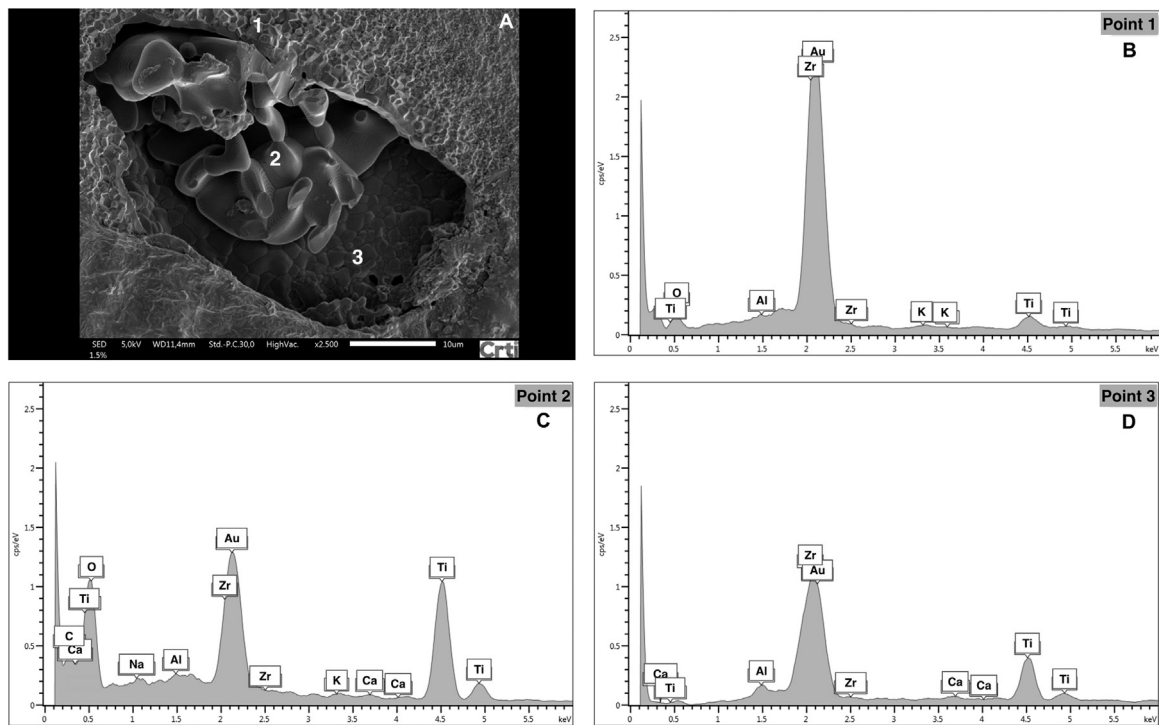 A
1
2
3
SED 5,0kV WD11,4mm Std.-P.C.30,0 HighVac. x2.500 10um
1.5%
Crti
Point 1
B
cps/eV
2.5
2
1.5
1
0.5
0
Au
Zr
O
Ti
Al
Zr
K
K
Ti
Ti
0 0.5 1 1.5 2 2.5 3 3.5 4 4.5 5 5.5 keV
Point 2
C
cps/eV
2.5
2
1.5
1
0.5
0
Au
O
Zr
Ti
Ti
C
Ca
Na
Al
Zr
K
Ca
Ca
Ti
0 0.5 1 1.5 2 2.5 3 3.5 4 4.5 5 5.5 keV
Point 3
D
cps/eV
2.5
2
1.5
1
0.5
0
Zr
Au
Ca
Ti
Al
Zr
Ca
Ca
Ti
Ti
0 0.5 1 1.5 2 2.5 3 3.5 4 4.5 5 5.5 keV